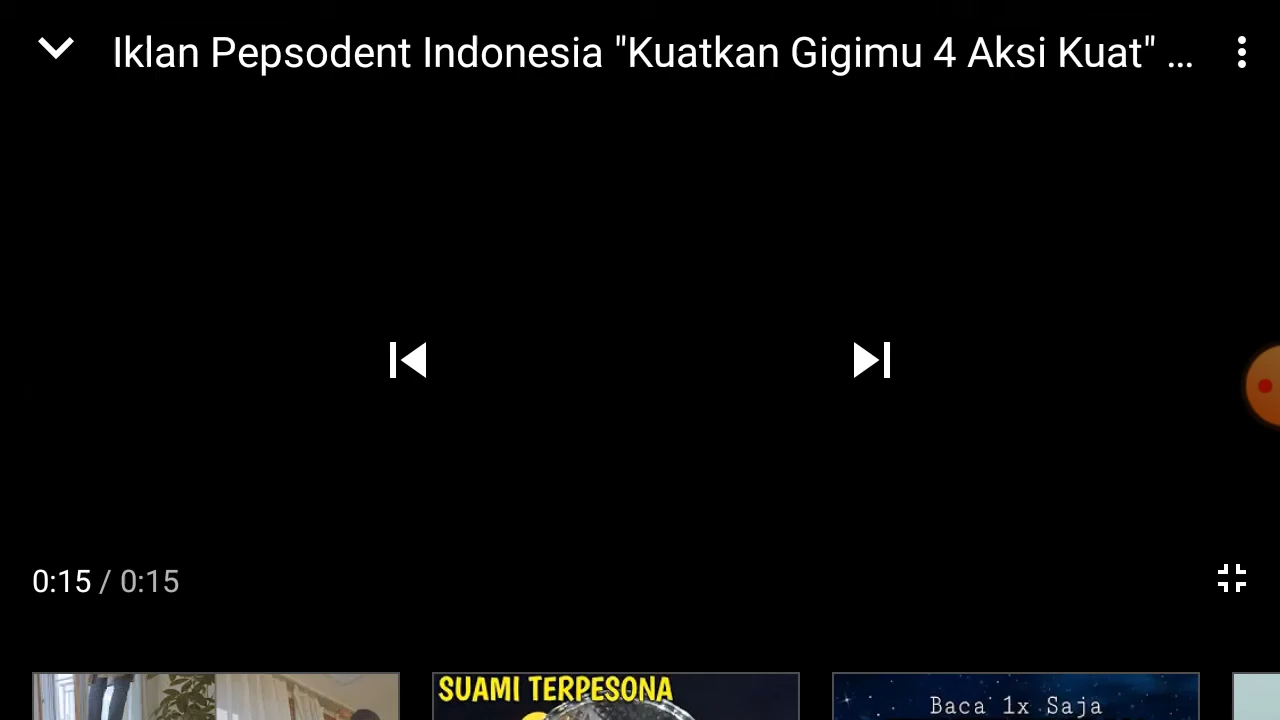 Iklan Pepsodent Indonesia "Kuatkan Gigimu 4 Aksi Kuat" ...
0:15 / 0:15
SUAMI TERPESONA
Baca 1x Saja